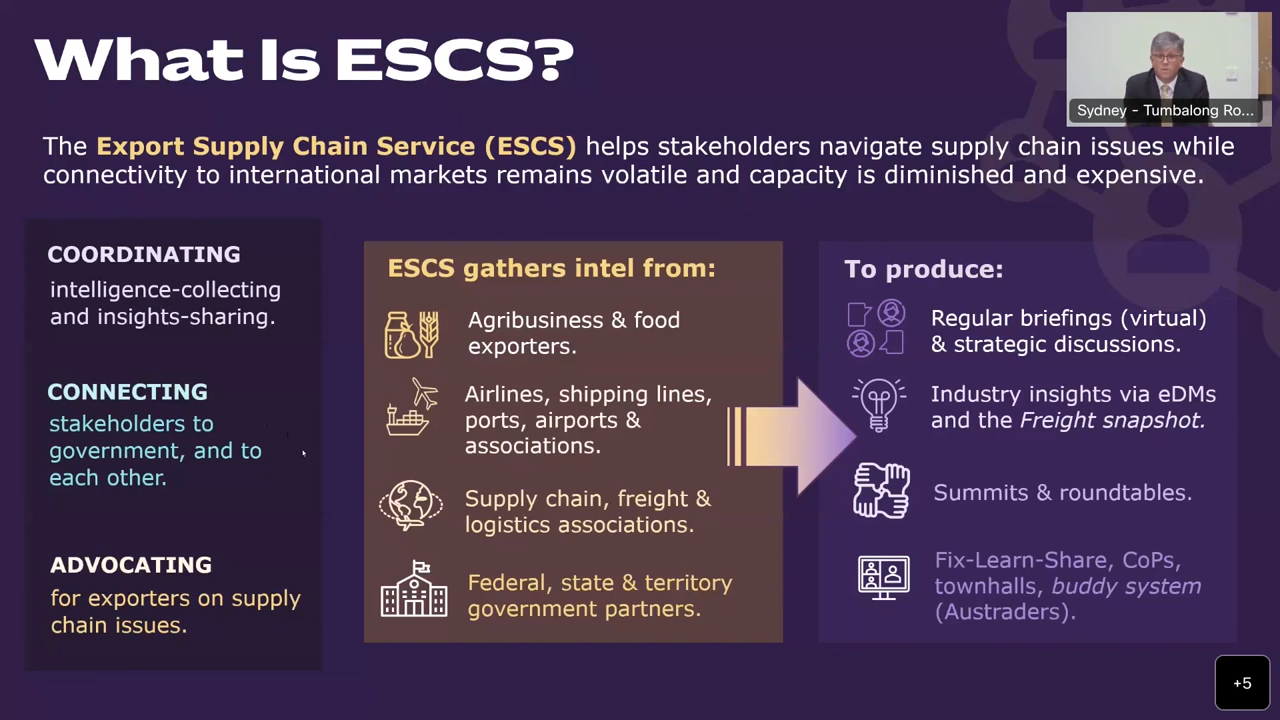 What Is ESCS?
Sydney - Tumbalong Ro...
The Export Supply Chain Service (ESCS) helps stakeholders navigate supply chain issues while
connectivity to international markets remains volatile and capacity is diminished and expensive.
COORDINATING
intelligence-collecting
and insights-sharing.
CONNECTING
stakeholders to
government, and to
each other.
ADVOCATING
for exporters on supply
chain issues.
ESCS gathers intel from:
Agribusiness & food
exporters.
Airlines, shipping lines,
ports, airports &
associations.
Supply chain, freight &
logistics associations.
Federal, state & territory
government partners.
To produce:
Regular briefings (virtual)
& strategic discussions.
Industry insights via eDMs
and the Freight snapshot.
Summits & roundtables.
Fix-Learn-Share, CoPs,
townhalls, buddy system
(Austraders).
+5